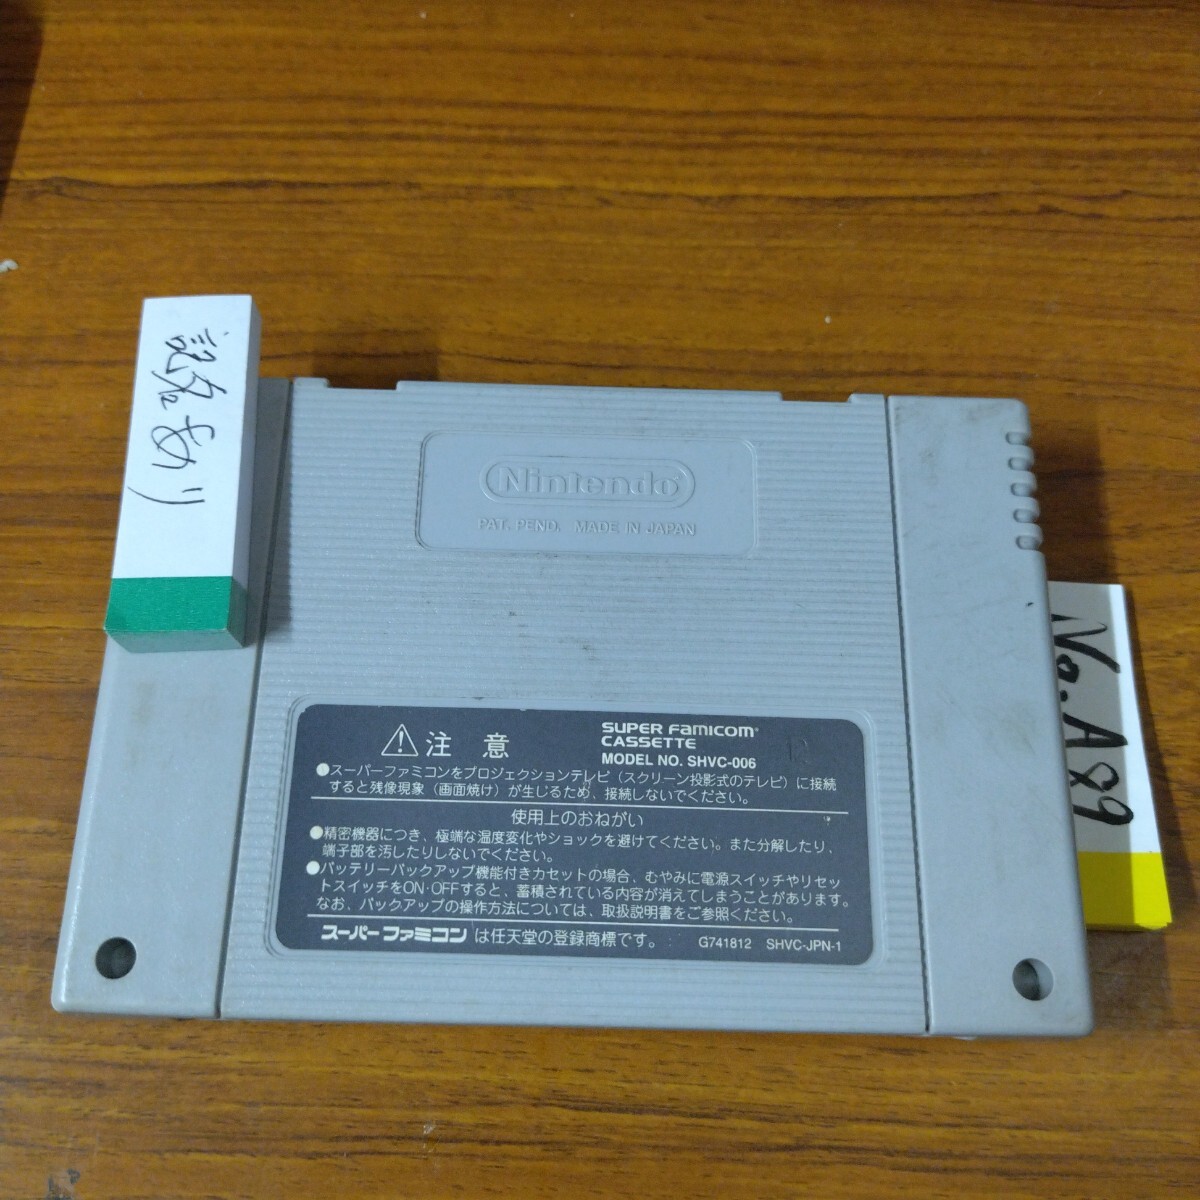 記名あり
Nintendo®
PAT. PEND. MADE IN JAPAN
No.A89
⚠注 意
SUPER FAMICOM®
CASSETTE
MODEL NO. SHVC-006
12
●スーパーファミコンをプロジェクションテレビ（スクリーン投影式のテレビ）に接続
すると残像現象（画面焼け）が生じるため、接続しないでください。
使用上のおねがい
●精密機器につき、極端な温度変化やショックを避けてください。また分解したり、
端子部を汚したりしないでください。
●バッテリーバックアップ機能付きカセットの場合、むやみに電源スイッチやリセッ
トスイッチをON·OFFすると、蓄積されている内容が消えてしまうことがあります。
なお、バックアップの操作方法については、取扱説明書をご参照ください。
スーパーファミコン は任天堂の登録商標です。 G741812 SHVC-JPN-1